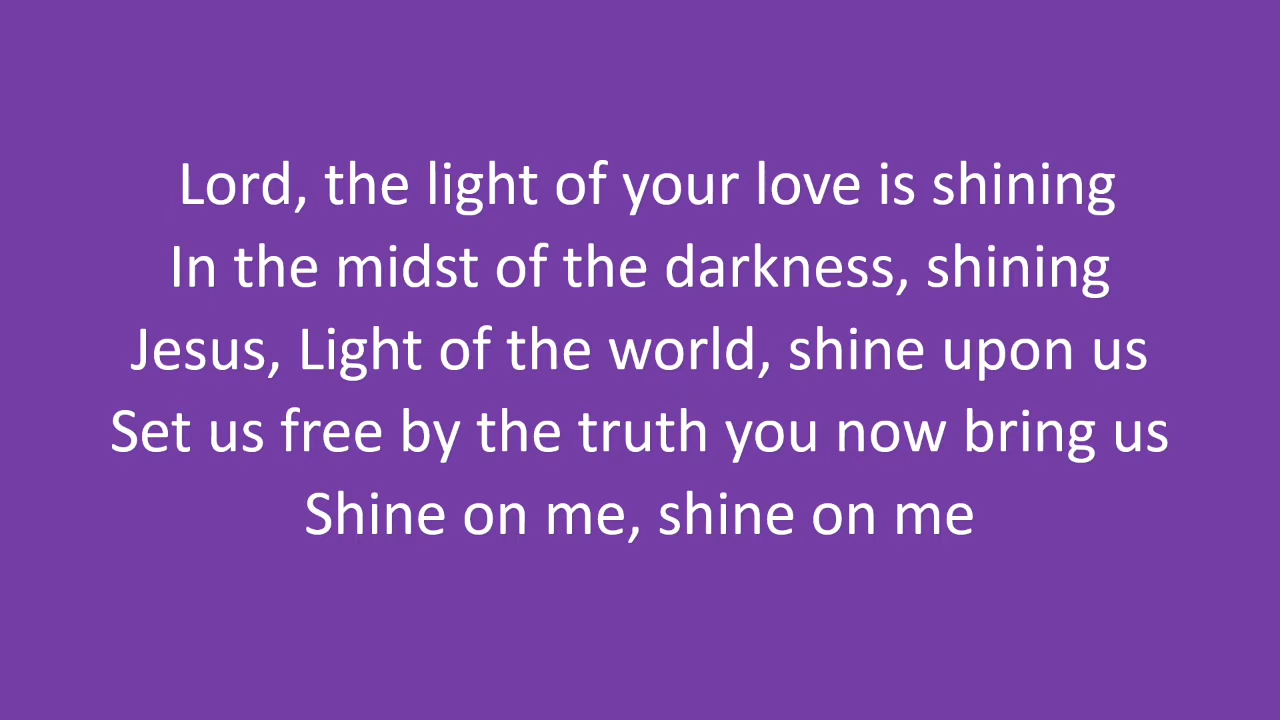 Lord, the light of your love is shining
In the midst of the darkness, shining
Jesus, Light of the world, shine upon us
Set us free by the truth you now bring us
Shine on me, shine on me